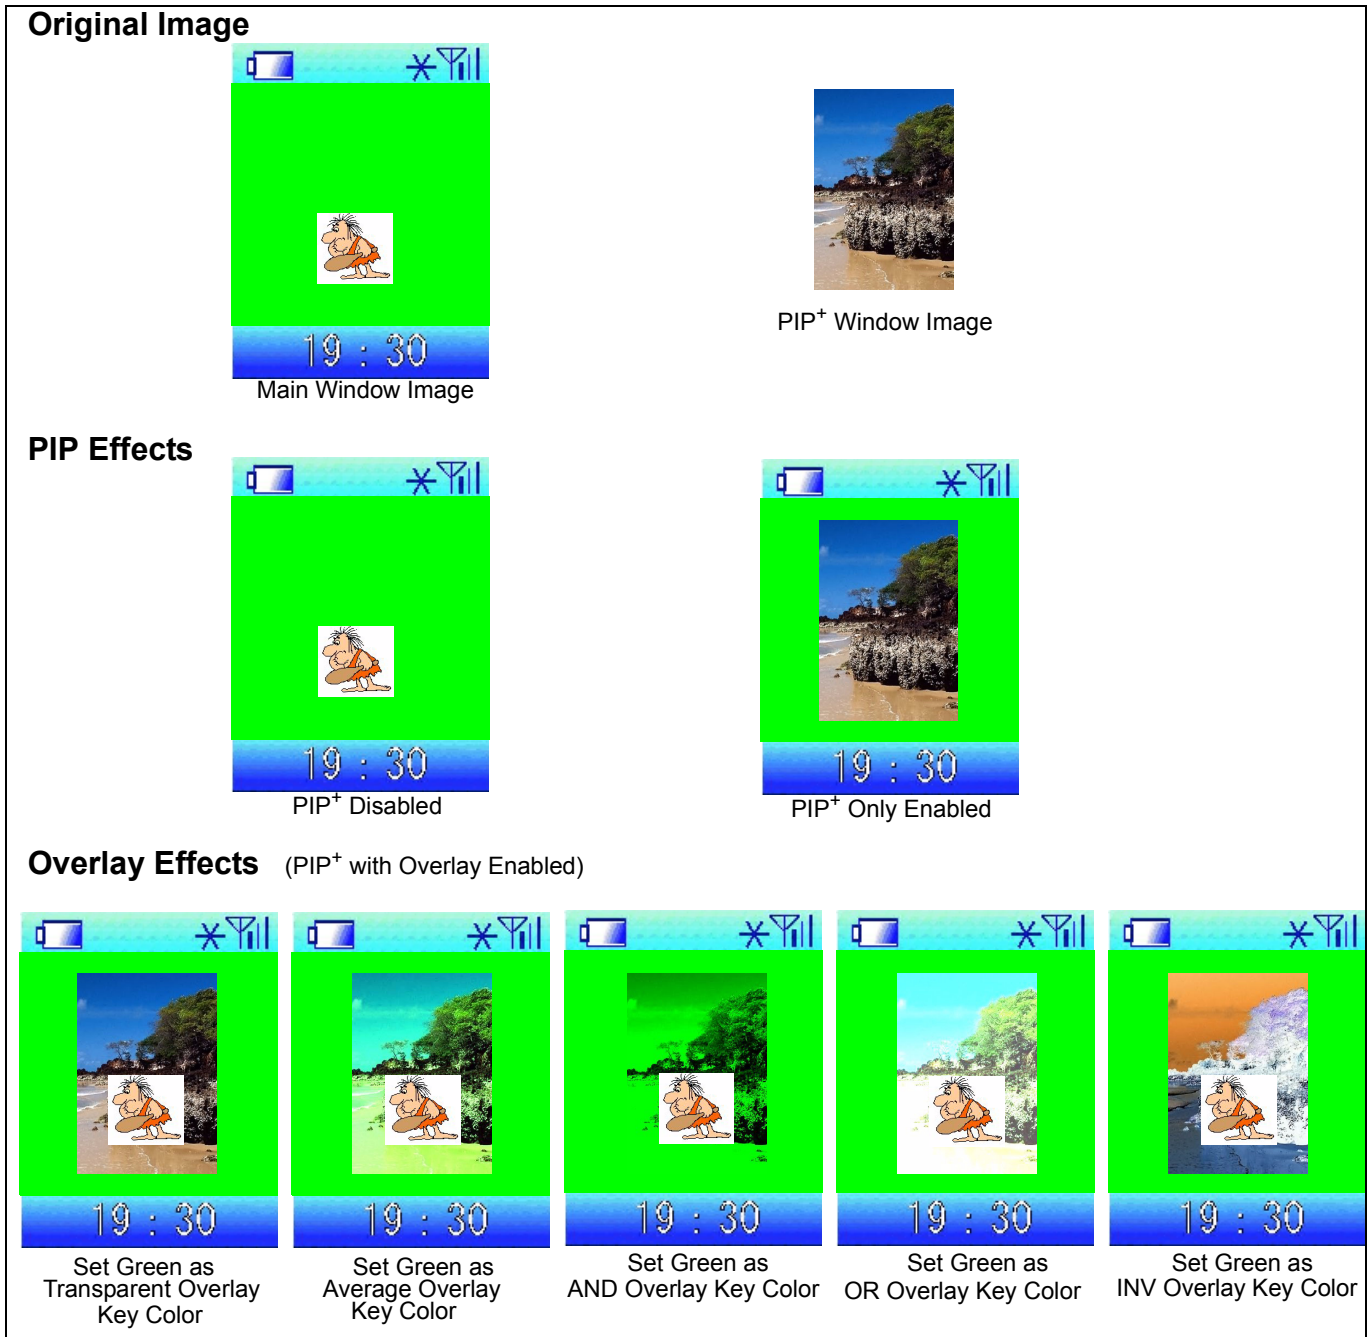 Original Image
19 : 30
Main Window Image
PIP+ Window Image
PIP Effects
19 : 30
PIP+ Disabled
19 : 30
PIP+ Only Enabled
Overlay Effects (PIP+ with Overlay Enabled)
19 : 30
Set Green as
Transparent Overlay
Key Color
19 : 30
Set Green as
Average Overlay
Key Color
19 : 30
Set Green as
AND Overlay Key Color
19 : 30
Set Green as
OR Overlay Key Color
19 : 30
Set Green as
INV Overlay Key Color